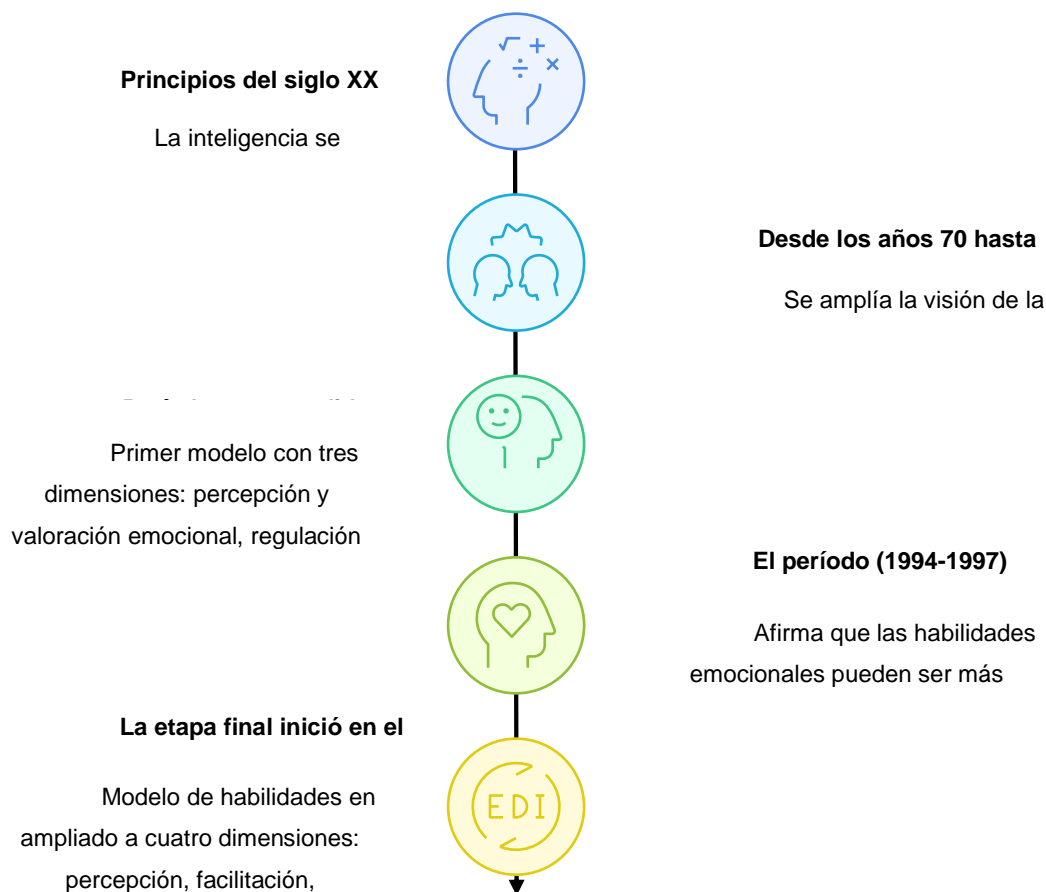 √ +
÷ ×
Principios del siglo XX
La inteligencia se
Desde los años 70 hasta
Se amplía la visión de la
Primer modelo con tres
dimensiones: percepción y
valoración emocional, regulación
El período (1994-1997)
Afirma que las habilidades
emocionales pueden ser más
La etapa final inició en el
Modelo de habilidades en
ampliado a cuatro dimensiones:
percepción, facilitación,
EDI